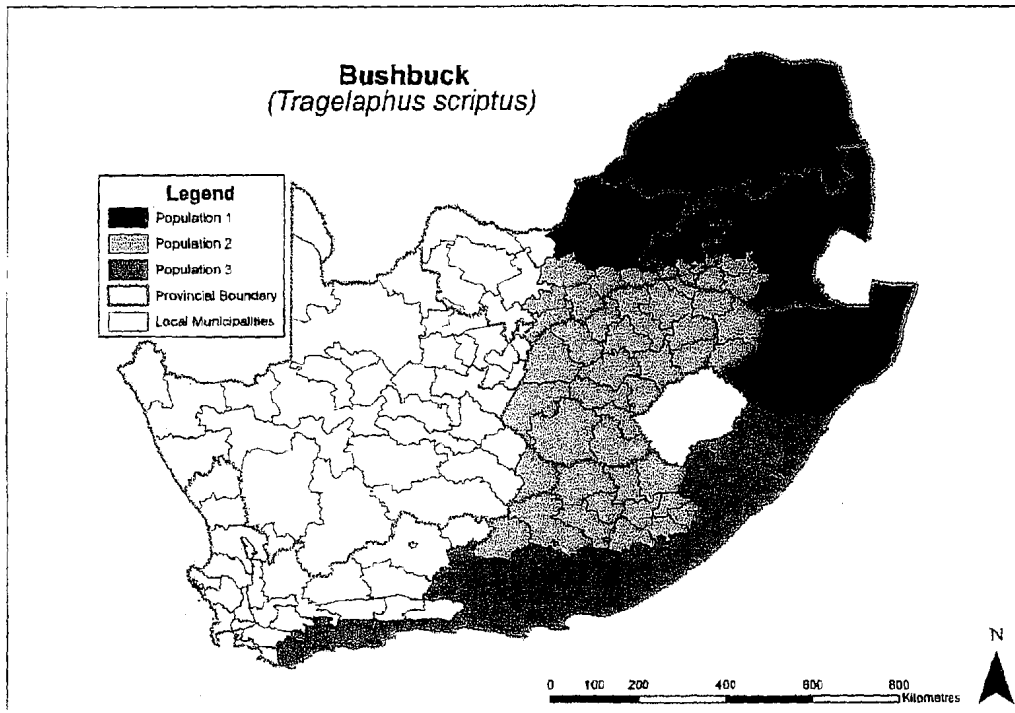 Bushbuck
(Tragelaphus scriptus)
Legend
Population 1
Population 2
Population 3
Provincial Boundary
Local Municipalities
N
0 100 200 400 600 800
Kilometres